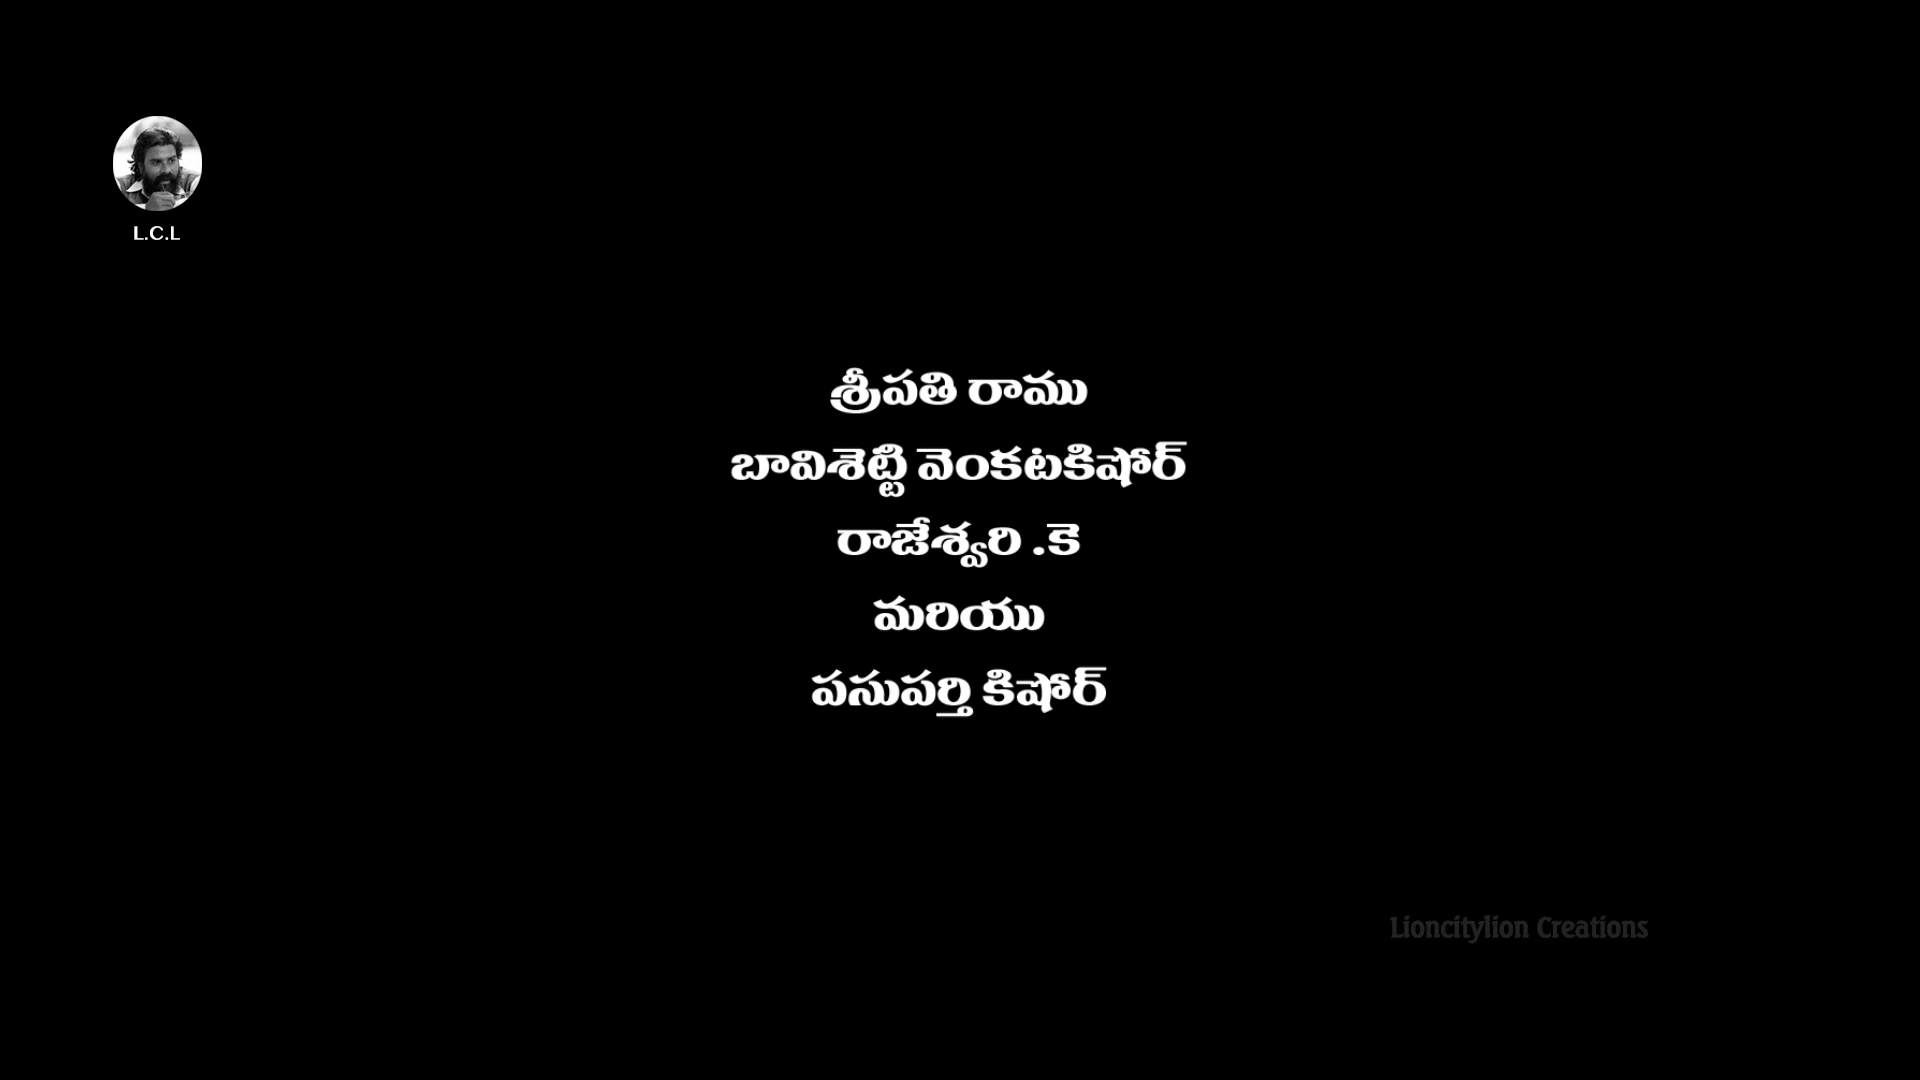 L.C.L
శ్రీపతి రాము
బావిశెట్టి వెంకటకిషోర్
రాజేశ్వరి .కె
మరియు
పసుపర్తి కిషోర్
Lioncitylion Creations